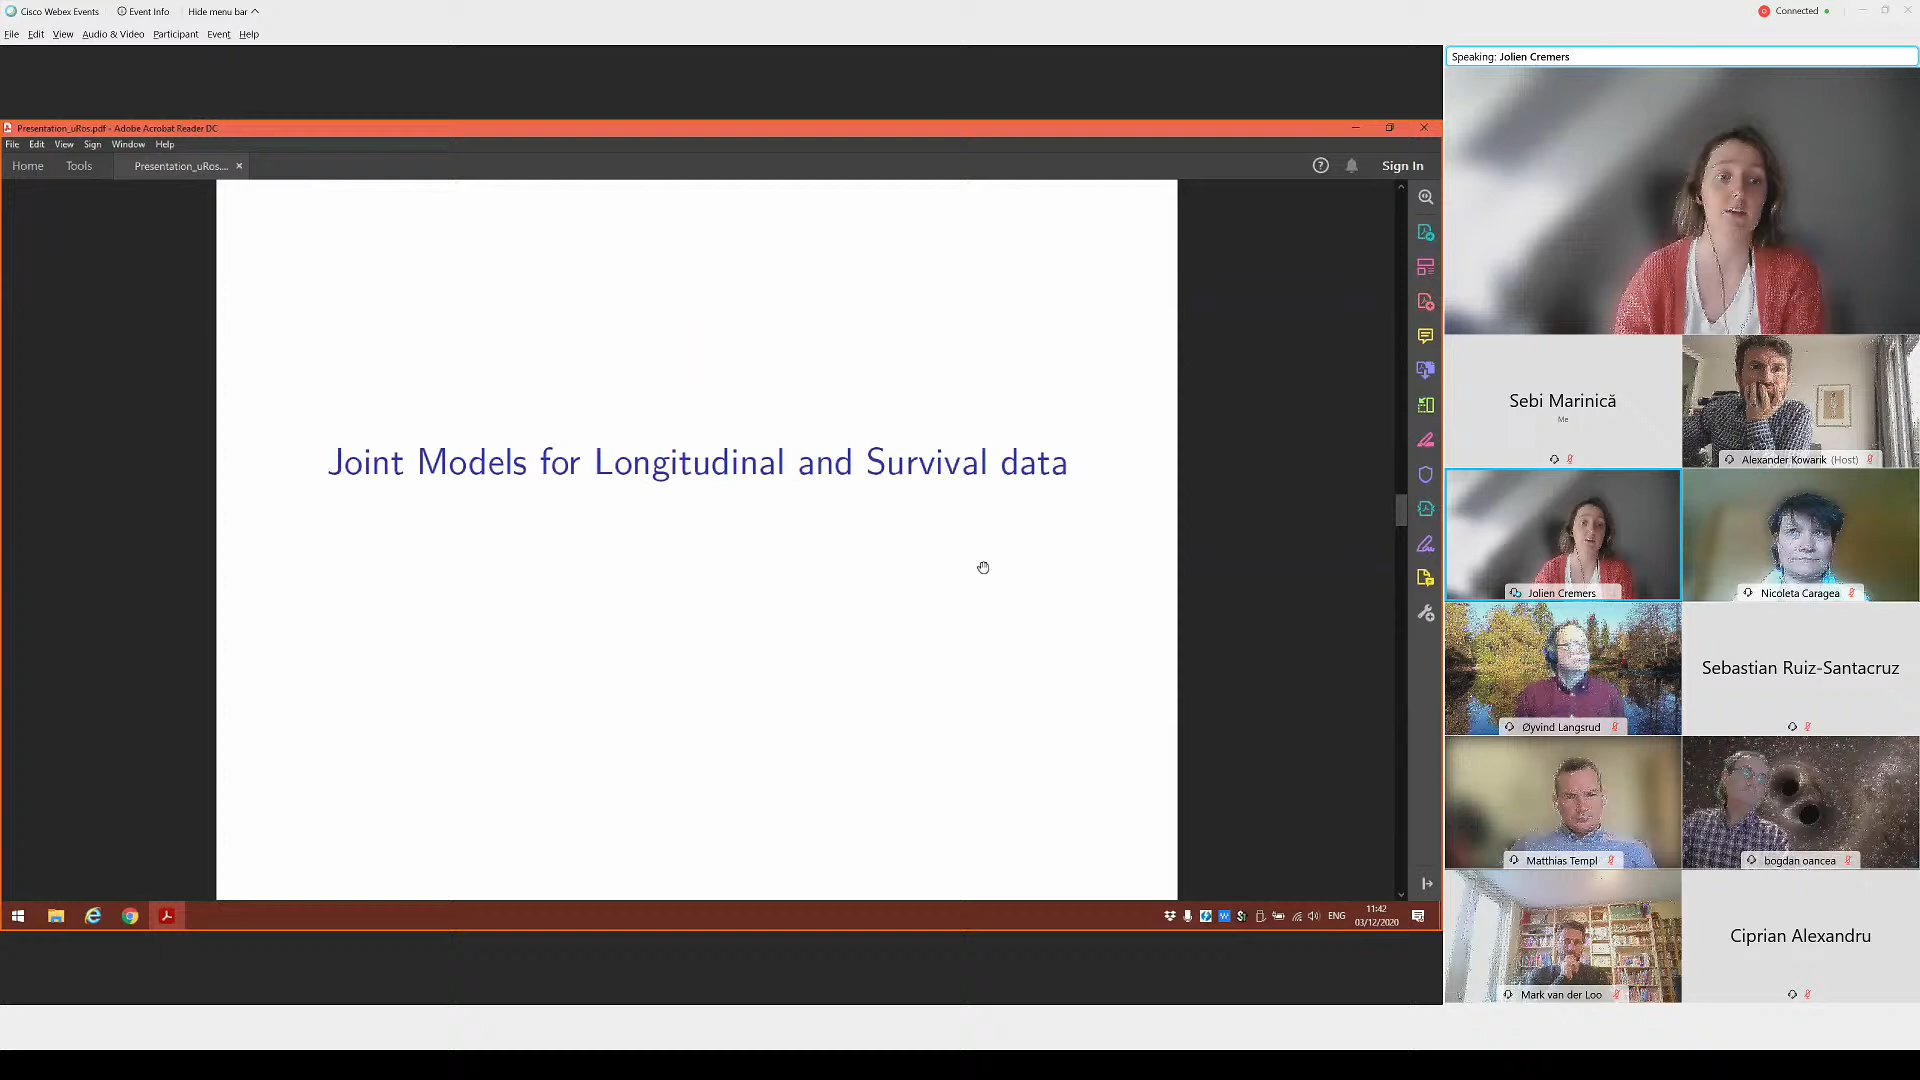 Cisco Webex Events
Event Info
Hide menu bar
Connected
File Edit View Audio & Video Participant Event Help
Speaking: Jolien Cremers
Presentation_uRos.pdf - Adobe Acrobat Reader DC
File Edit View Sign Window Help
Home Tools Presentation_uRos.... × Sign In
Joint Models for Longitudinal and Survival data
Sebi Marinică
Me
Alexander Kowarik (Host)
Jolien Cremers
Nicoleta Caragea
Øyvind Langsrud
Sebastian Ruiz-Santacruz
Matthias Templ
bogdan oancea
Mark van der Loo
Ciprian Alexandru
ENG
11:42
03/12/2020